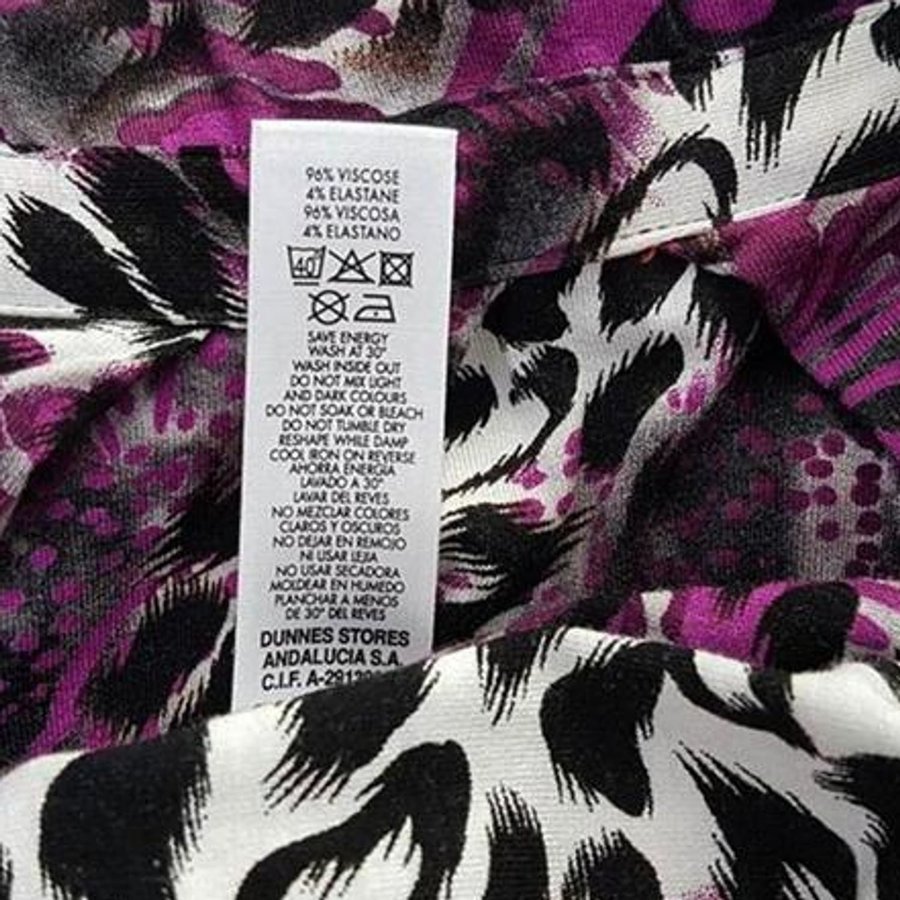 96% VISCOSE
4% ELASTANE
96% VISCOSA
4% ELASTANO
40°
SAVE ENERGY
WASH AT 30°
WASH INSIDE OUT
DO NOT MIX LIGHT
AND DARK COLOURS
DO NOT SOAK OR BLEACH
DO NOT TUMBLE DRY
RESHAPE WHILE DAMP
COOL IRON ON REVERSE
AHORRA ENERGIA
LAVADO A 30°
LAVAR DEL REVES
NO MEZCLAR COLORES
CLAROS Y OSCUROS
NO DEJAR EN REMOJO
NI USAR LEJIA
NO USAR SECADORA
MOLDEAR EN HUMEDO
PLANCHAR A MENOS
DE 30° DEL REVES
DUNNES STORES
ANDALUCIA S.A.
C.I.F.